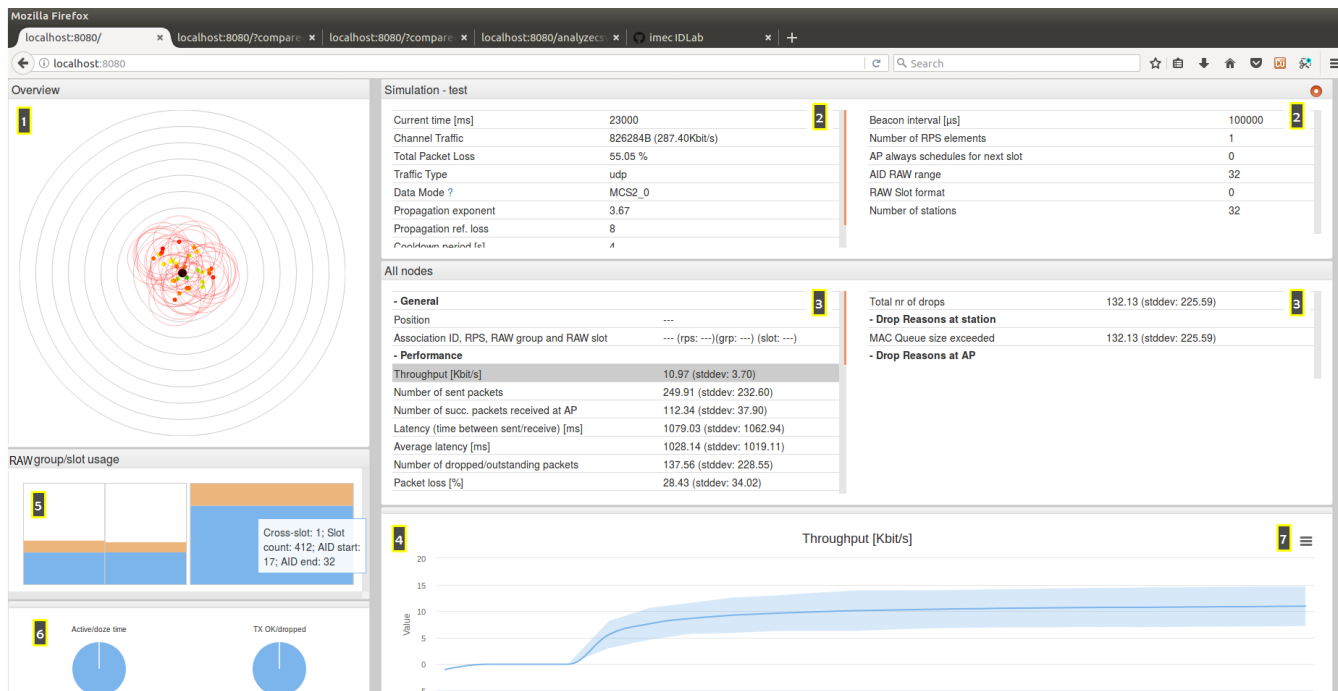 Mozilla Firefox
localhost:8080/ × localhost:8080/?compare × localhost:8080/?compare × localhost:8080/analyzecs × imec IDLab × +
localhost:8080 Search
Overview
1
Simulation - test
Current time [ms] 23000 2
Channel Traffic 826284B (287.40Kbit/s)
Total Packet Loss 55.05 %
Traffic Type udp
Data Mode ? MCS2_0
Propagation exponent 3.67
Propagation ref. loss 8
Cooldown period [s] 4
Beacon interval [µs] 100000 2
Number of RPS elements 1
AP always schedules for next slot 0
AID RAW range 32
RAW Slot format 0
Number of stations 32
All nodes
- General 3
Position ---
Association ID, RPS, RAW group and RAW slot --- (rps: ---)(grp: ---) (slot: ---)
- Performance
Throughput [Kbit/s] 10.97 (stddev: 3.70)
Number of sent packets 249.91 (stddev: 232.60)
Number of succ. packets received at AP 112.34 (stddev: 37.90)
Latency (time between sent/receive) [ms] 1079.03 (stddev: 1062.94)
Average latency [ms] 1028.14 (stddev: 1019.11)
Number of dropped/outstanding packets 137.56 (stddev: 228.55)
Packet loss [%] 28.43 (stddev: 34.02)
Total nr of drops 132.13 (stddev: 225.59) 3
- Drop Reasons at station
MAC Queue size exceeded 132.13 (stddev: 225.59)
- Drop Reasons at AP
RAW group/slot usage
5
Cross-slot: 1; Slot
count: 412; AID start:
17; AID end: 32
6
Active/doze time TX OK/dropped
4 Throughput [Kbit/s] 7
Value
20
15
10
5
0
-5